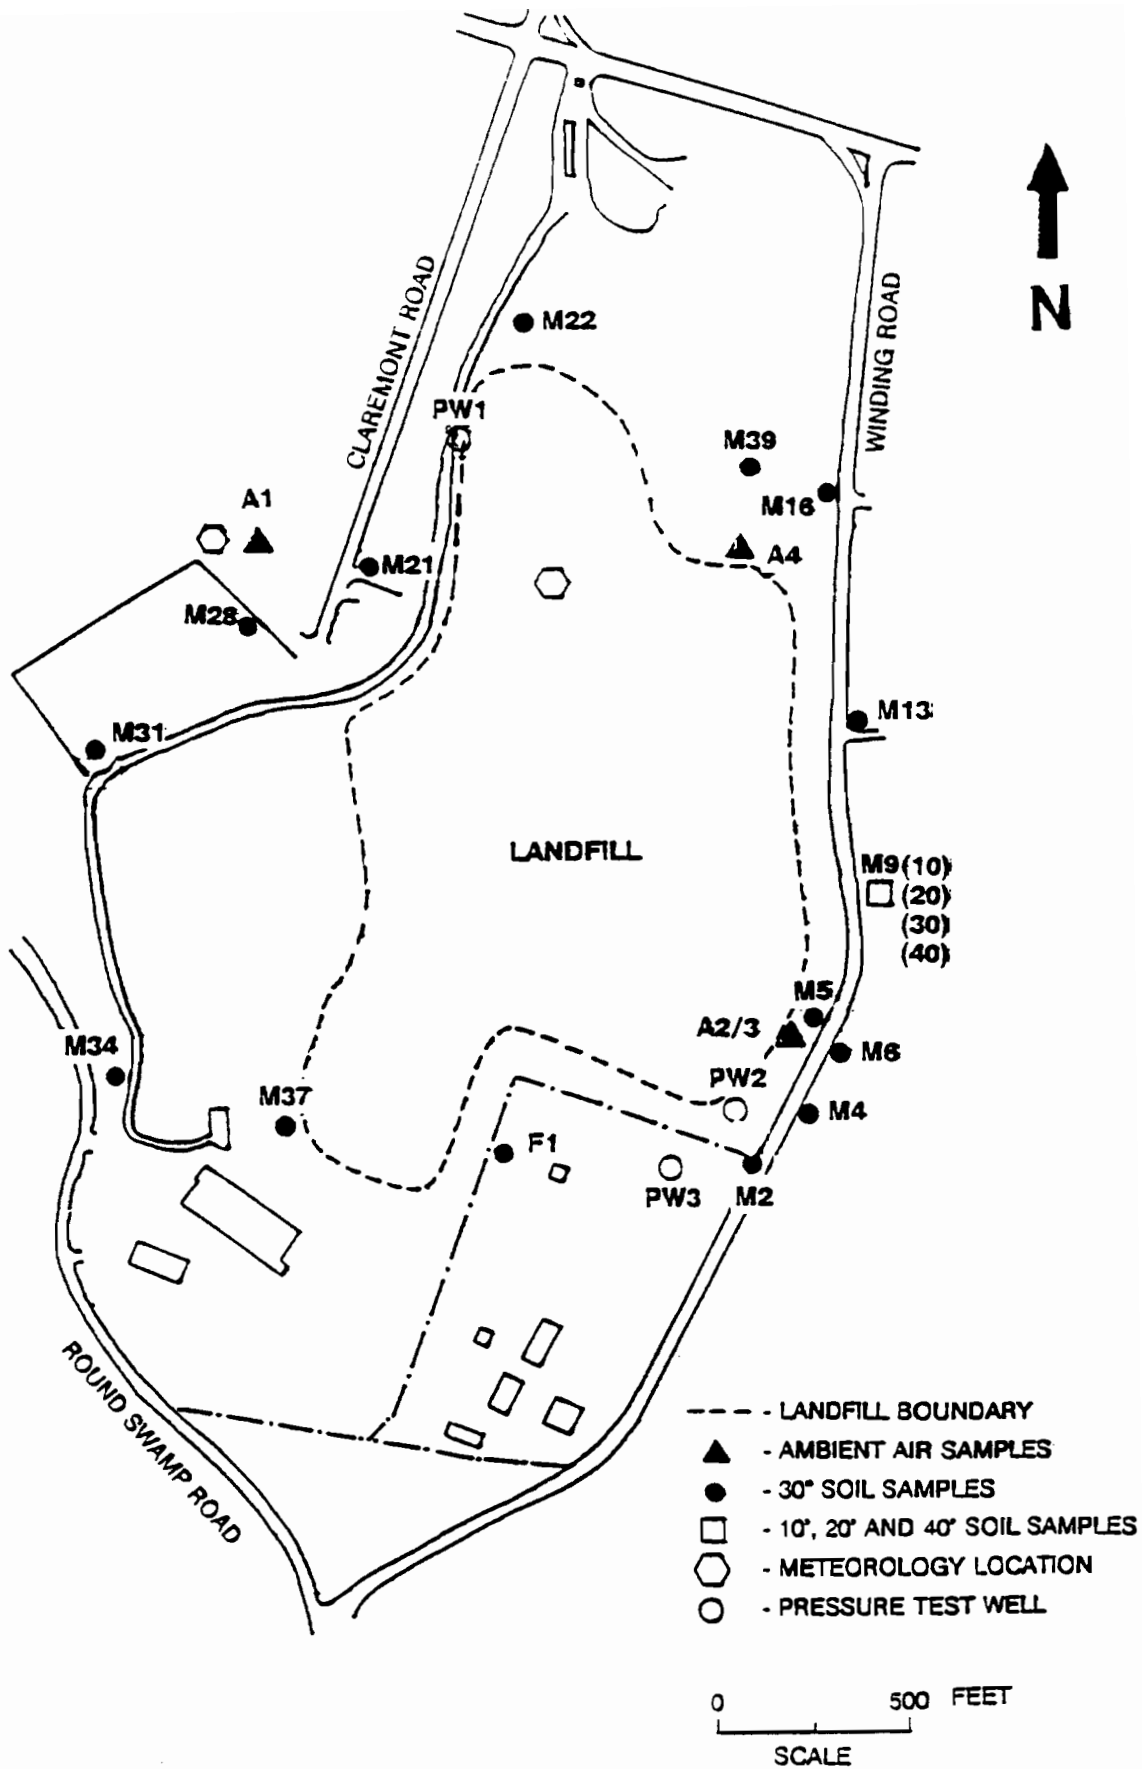 N
CLAREMONT ROAD
WINDING ROAD
M22
PW1
M39
M16
A1
A4
M21
M28
M13
M31
LANDFILL
M9(10)
(20)
(30)
(40)
M5
A2/3
M6
M34
PW2
M37
M4
F1
PW3
M2
ROUND SWAMP ROAD
- LANDFILL BOUNDARY
- AMBIENT AIR SAMPLES
- 30" SOIL SAMPLES
- 10', 20' AND 40' SOIL SAMPLES
- METEOROLOGY LOCATION
- PRESSURE TEST WELL
0 500 FEET
SCALE